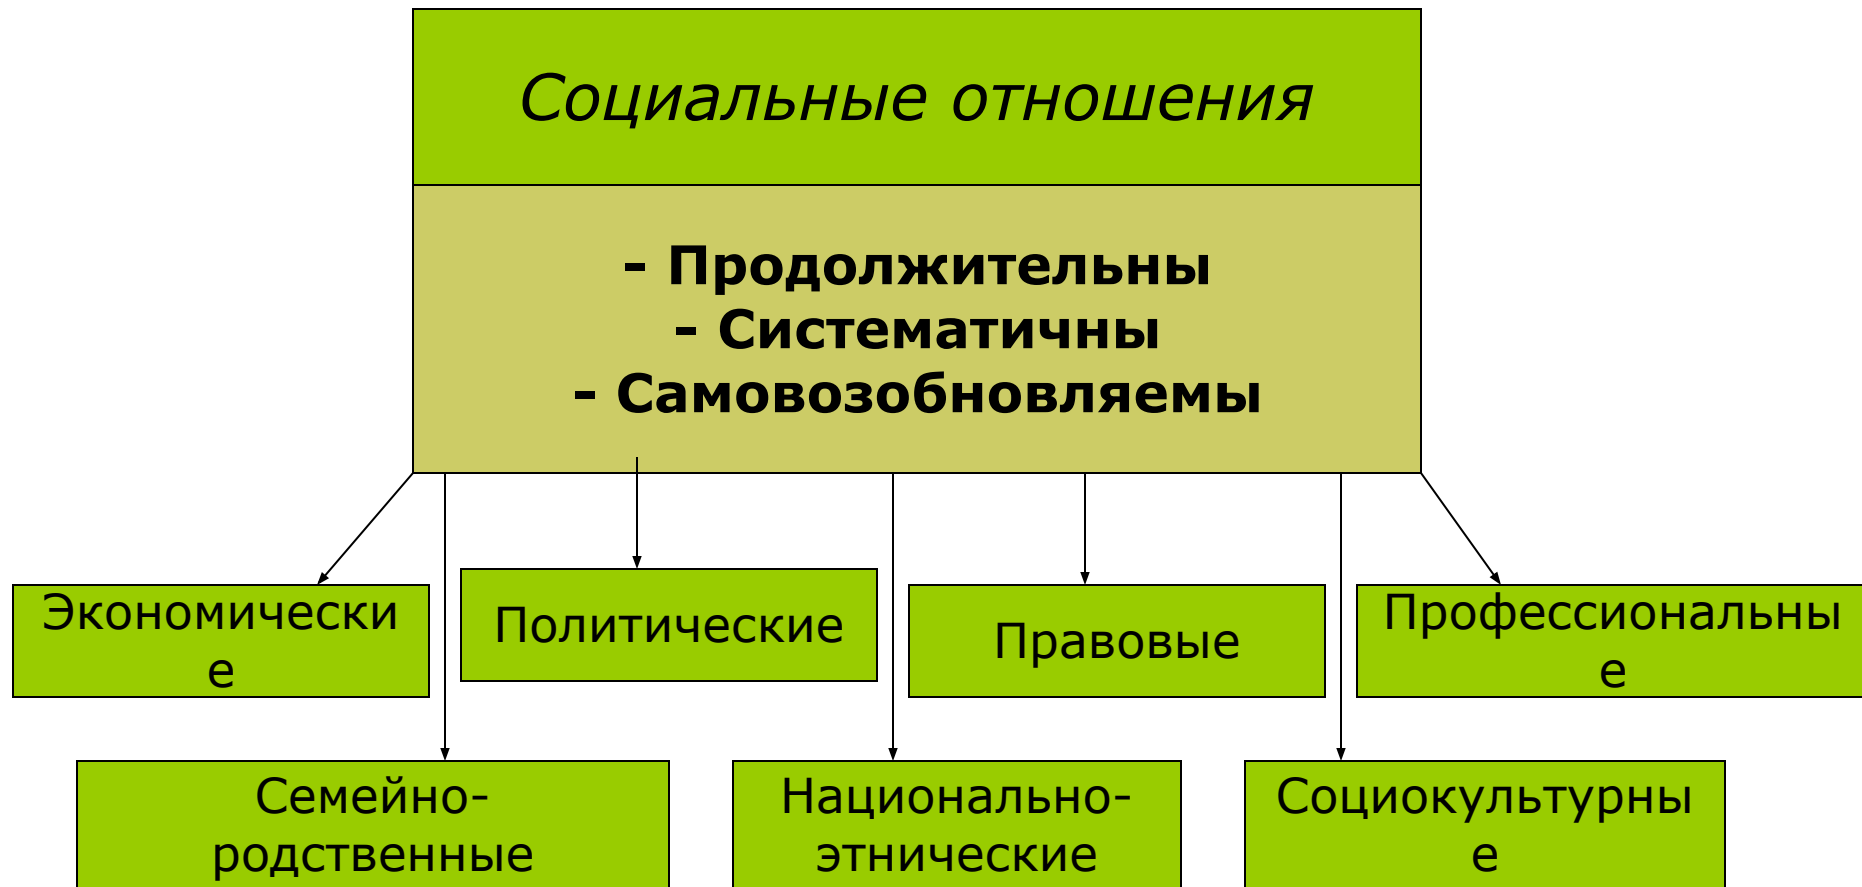 Социальные отношения
- Продолжительны
- Систематичны
- Самовозобновляемы
Экономически
е
Политические
Правовые
Профессиональны
е
Семейно-
родственные
Национально-
этнические
Социокультурны
е